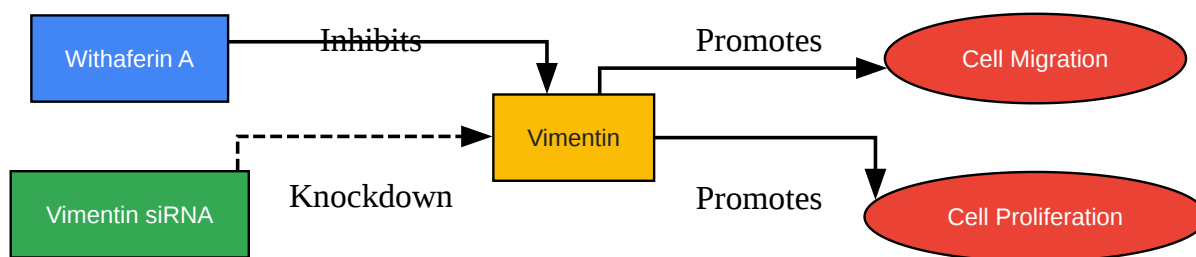 Withaferin A
Inhibits
Promotes
Cell Migration
Vimentin
Vimentin siRNA
Knockdown
Promotes
Cell Proliferation